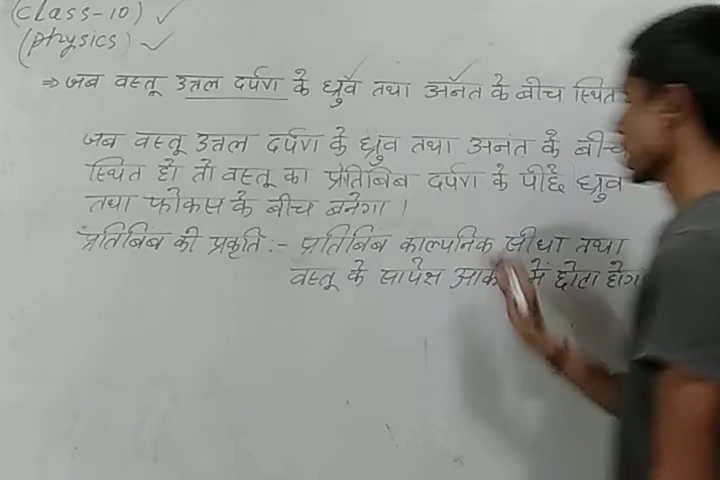 (Class-10) ✓
(Physics) ✓
⇒ जब वस्तू उत्तल दर्पण के ध्रुव तथा अनंत के बीच स्थित
जब वस्तू उत्तल दर्पण के ध्रुव तथा अनंत के बीच
स्थित हो तो वस्तू का प्रतिबिंब दर्पण के पीछे ध्रुव
तथा फोकस के बीच बनेगा ।
प्रतिबिंब की प्रकृति :- प्रतिबिंब काल्पनिक सीधा तथा
वस्तू के सापेक्ष में छोटा